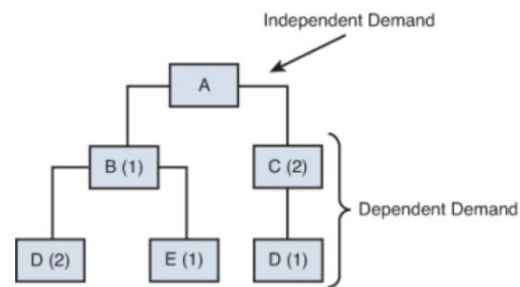 Independent Demand
A
B (1)
C (2)
Dependent Demand
D (2)
E (1)
D (1)